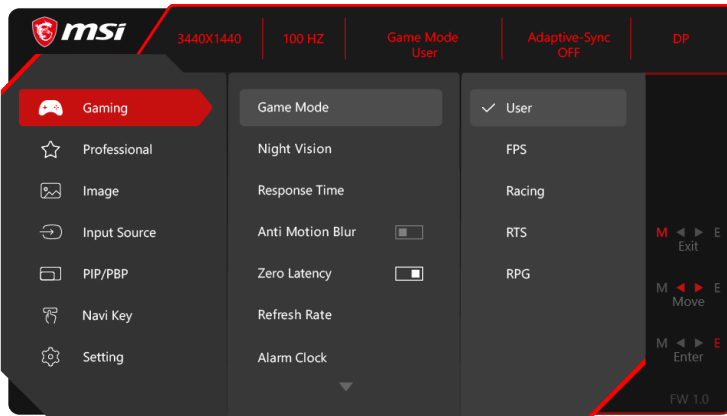 msi
3440X1440
100 HZ
Game Mode
User
Adaptive-Sync
OFF
DP
Gaming
Professional
Image
Input Source
PIP/PBP
Navi Key
Setting
Game Mode
Night Vision
Response Time
Anti Motion Blur
Zero Latency
Refresh Rate
Alarm Clock
User
FPS
Racing
RTS
RPG
M E
Exit
M E
Move
M E
Enter
FW 1.0